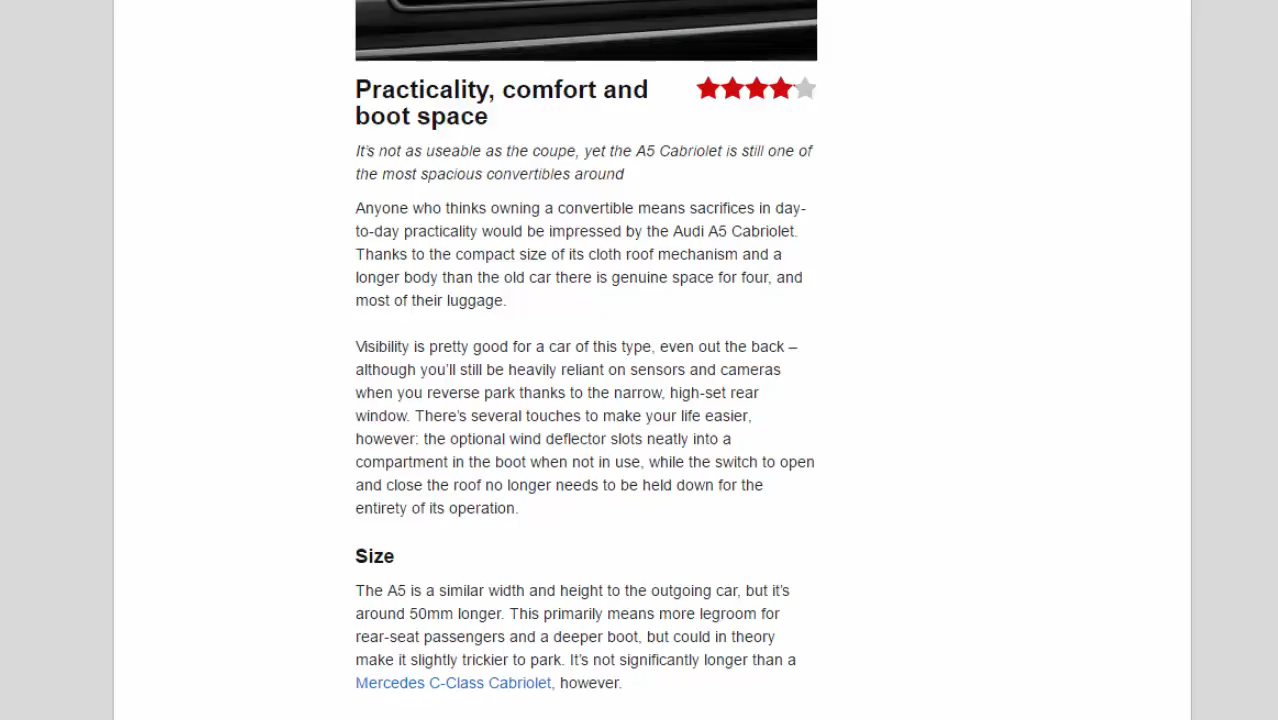 Practicality, comfort and
boot space
It's not as useable as the coupe, yet the A5 Cabriolet is still one of
the most spacious convertibles around
Anyone who thinks owning a convertible means sacrifices in day-
to-day practicality would be impressed by the Audi A5 Cabriolet.
Thanks to the compact size of its cloth roof mechanism and a
longer body than the old car there is genuine space for four, and
most of their luggage.
Visibility is pretty good for a car of this type, even out the back –
although you'll still be heavily reliant on sensors and cameras
when you reverse park thanks to the narrow, high-set rear
window. There's several touches to make your life easier,
however: the optional wind deflector slots neatly into a
compartment in the boot when not in use, while the switch to open
and close the roof no longer needs to be held down for the
entirety of its operation.
Size
The A5 is a similar width and height to the outgoing car, but it's
around 50mm longer. This primarily means more legroom for
rear-seat passengers and a deeper boot, but could in theory
make it slightly trickier to park. It's not significantly longer than a
Mercedes C-Class Cabriolet, however.